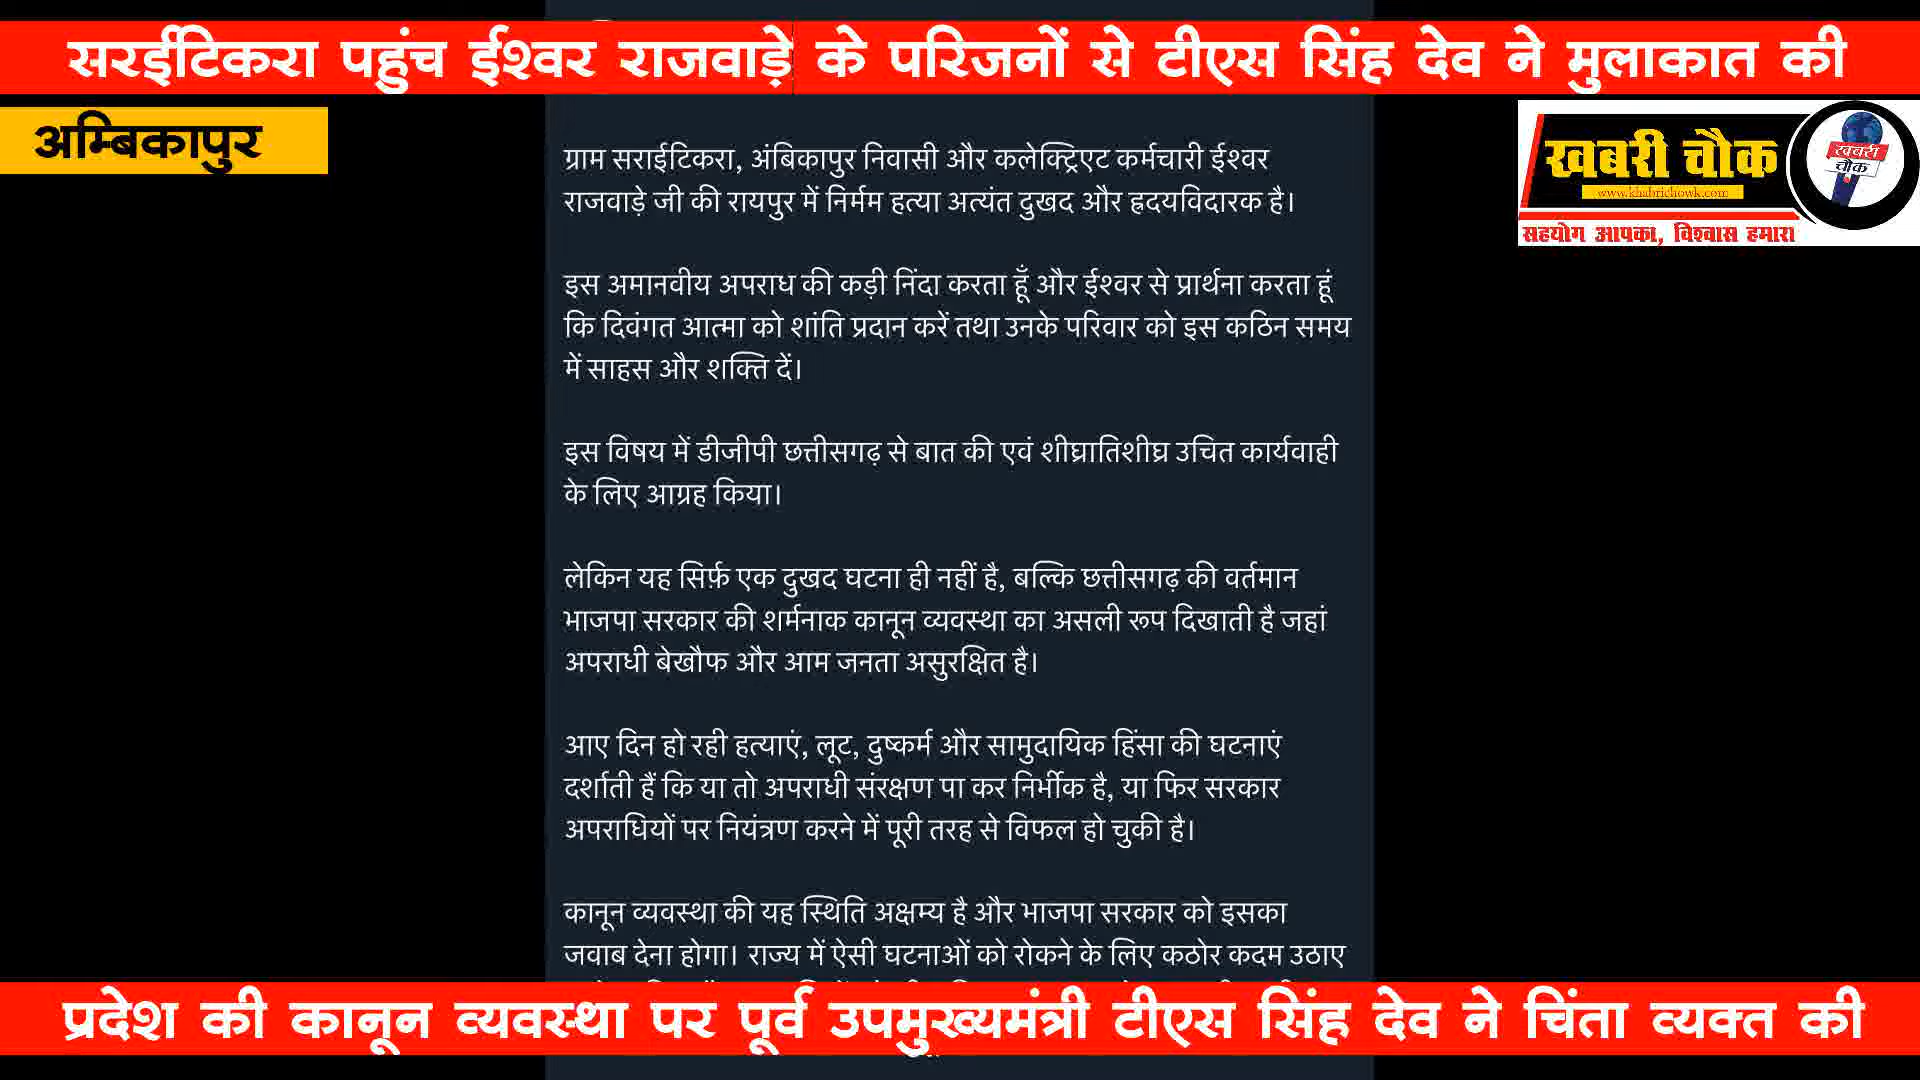 सरईटिकरा पहुंच ईश्वर राजवाड़े के परिजनों से टीएस सिंह देव ने मुलाकात की
अम्बिकापुर
खबरी चौक
www.khabrichowk.com
सहयोग आपका, विश्वास हमारा
खबरी
चौक
ग्राम सराईटिकरा, अंबिकापुर निवासी और कलेक्ट्रिएट कर्मचारी ईश्वर
राजवाड़े जी की रायपुर में निर्मम हत्या अत्यंत दुखद और ह्रदयविदारक है।
इस अमानवीय अपराध की कड़ी निंदा करता हूँ और ईश्वर से प्रार्थना करता हूं
कि दिवंगत आत्मा को शांति प्रदान करें तथा उनके परिवार को इस कठिन समय
में साहस और शक्ति दें।
इस विषय में डीजीपी छत्तीसगढ़ से बात की एवं शीघ्रातिशीघ्र उचित कार्यवाही
के लिए आग्रह किया।
लेकिन यह सिर्फ़ एक दुखद घटना ही नहीं है, बल्कि छत्तीसगढ़ की वर्तमान
भाजपा सरकार की शर्मनाक कानून व्यवस्था का असली रूप दिखाती है जहां
अपराधी बेखौफ और आम जनता असुरक्षित है।
आए दिन हो रही हत्याएं, लूट, दुष्कर्म और सामुदायिक हिंसा की घटनाएं
दर्शाती हैं कि या तो अपराधी संरक्षण पा कर निर्भीक है, या फिर सरकार
अपराधियों पर नियंत्रण करने में पूरी तरह से विफल हो चुकी है।
कानून व्यवस्था की यह स्थिति अक्षम्य है और भाजपा सरकार को इसका
जवाब देना होगा। राज्य में ऐसी घटनाओं को रोकने के लिए कठोर कदम उठाए
प्रदेश की कानून व्यवस्था पर पूर्व उपमुख्यमंत्री टीएस सिंह देव ने चिंता व्यक्त की